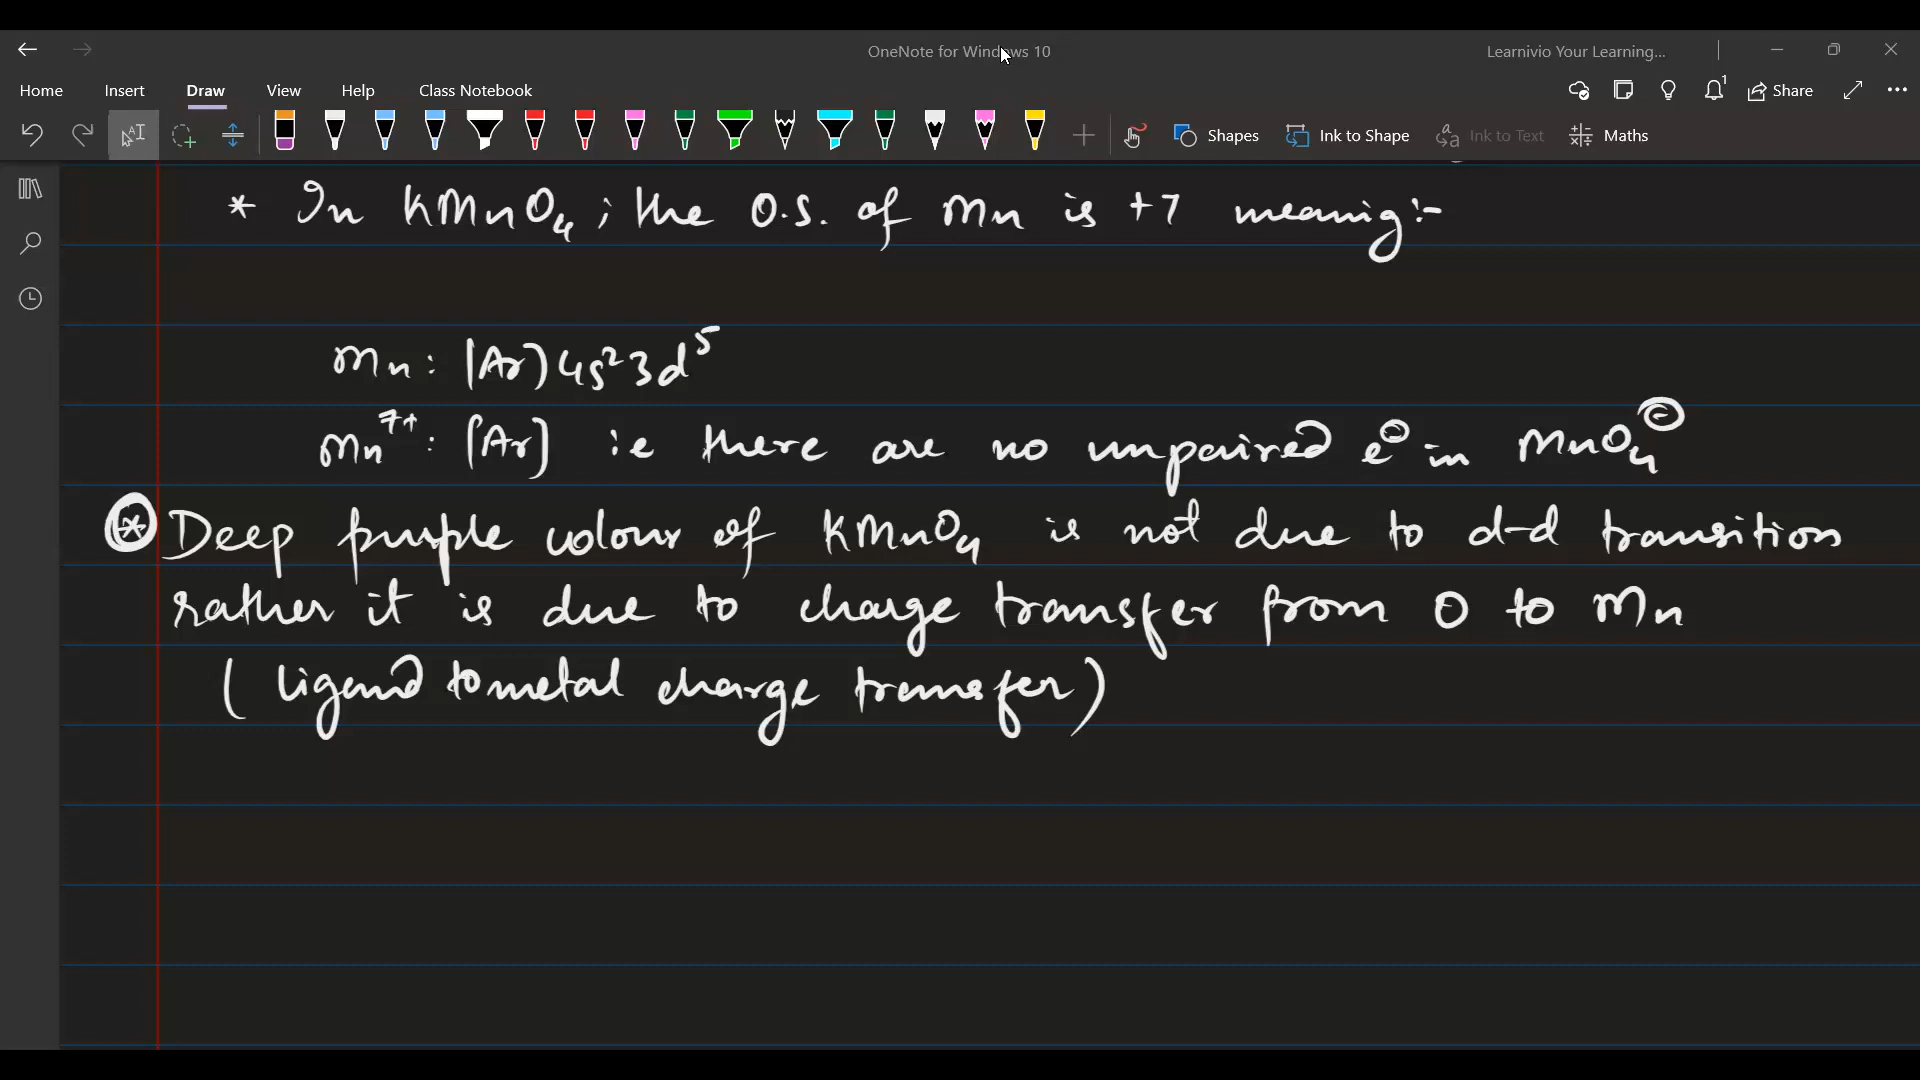 OneNote for Windows 10
Learnivio Your Learning...
Home Insert Draw View Help Class Notebook
1
Share
Shapes
Ink to Shape
Ink to Text
Maths
* In KMnO4 ; the O.S. of Mn is +7 meaning :-
Mn : [Ar) 4s² 3d⁵
Mn⁷⁺ : [Ar] ie there are no unpaired e⊖ in MnO4⊖
* Deep purple colour of KMnO4 is not due to d-d transition
rather it is due to charge transfer from O to Mn
( ligand to metal charge transfer )